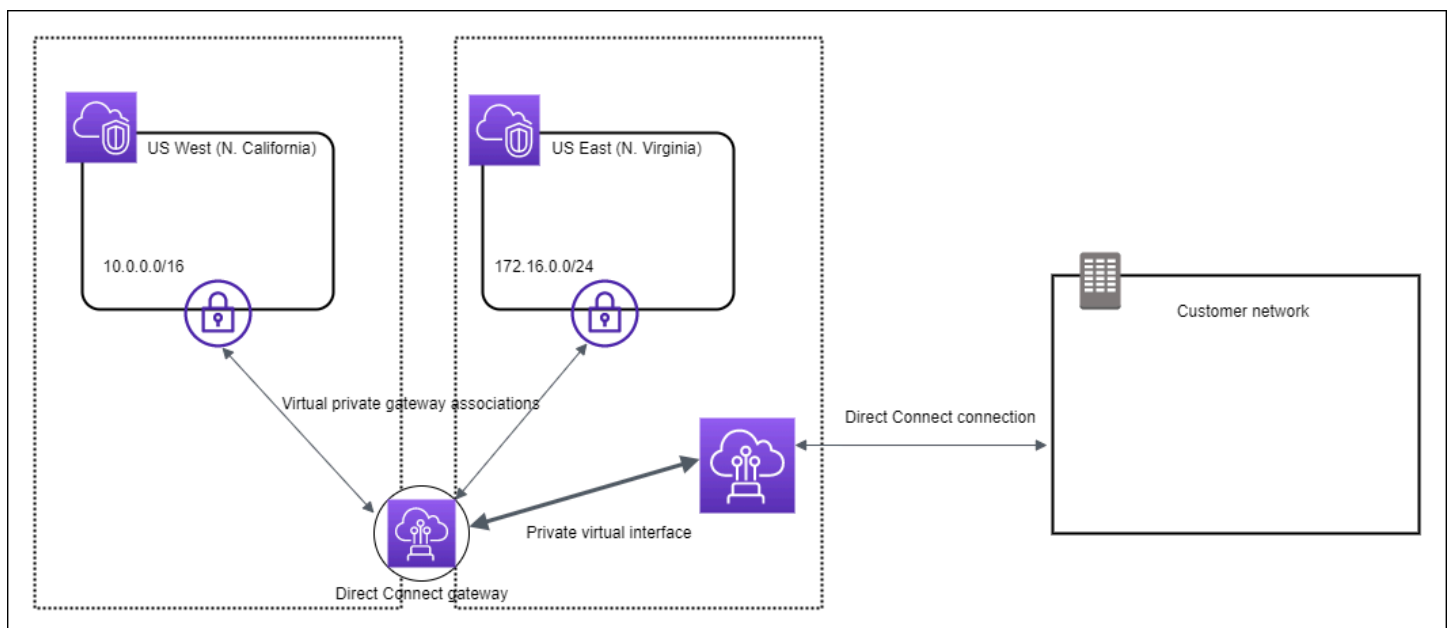 US West (N. California)
US East (N. Virginia)
10.0.0.0/16
172.16.0.0/24
Customer network
Virtual private gateway associations
Direct Connect connection
Private virtual interface
Direct Connect gateway